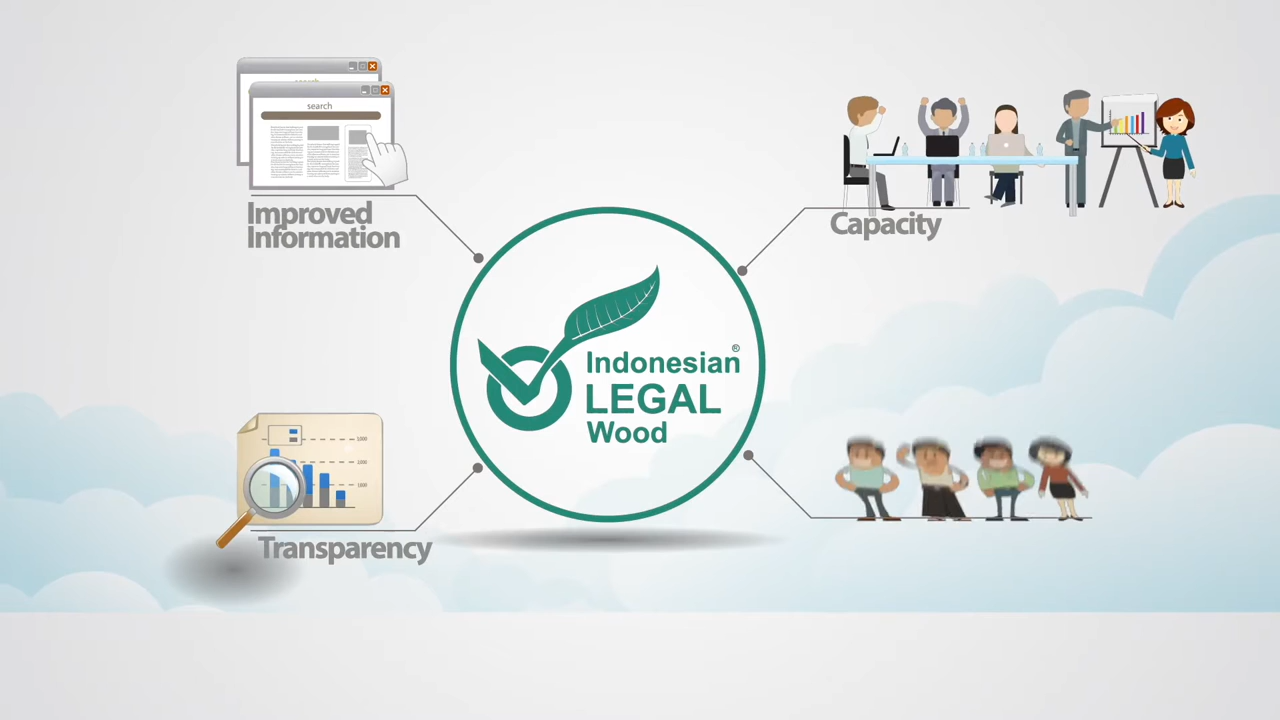 search
Improved
Information
Capacity
Indonesian®
LEGAL
Wood
Transparency